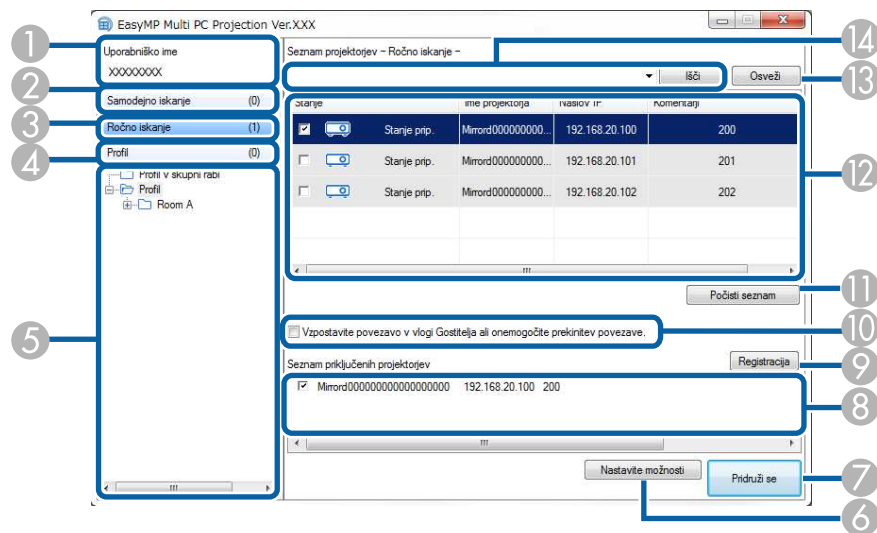 EasyMP Multi PC Projection Ver.XXX
Uporabniško ime
XXXXXXXX
Samodejno iskanje (0)
Ročno iskanje (1)
Profil (0)
Profil v skupni rabi
Profil
Room A
Seznam projektorjev – Ročno iskanje –
Išči
Osveži
Stanje Ime projektorja Naslov IP Komentarji
Stanje prip. Mirrord000000000... 192.168.20.100 200
Stanje prip. Mirrord000000000... 192.168.20.101 201
Stanje prip. Mirrord000000000... 192.168.20.102 202
Počisti seznam
Vzpostavite povezavo v vlogi Gostitelja ali onemogočite prekinitev povezave.
Seznam priključenih projektorjev
Registracija
Mirrord000000000000000000 192.168.20.100 200
Nastavite možnosti
Pridruži se
1
2
3
4
5
14
13
12
11
10
9
8
7
6